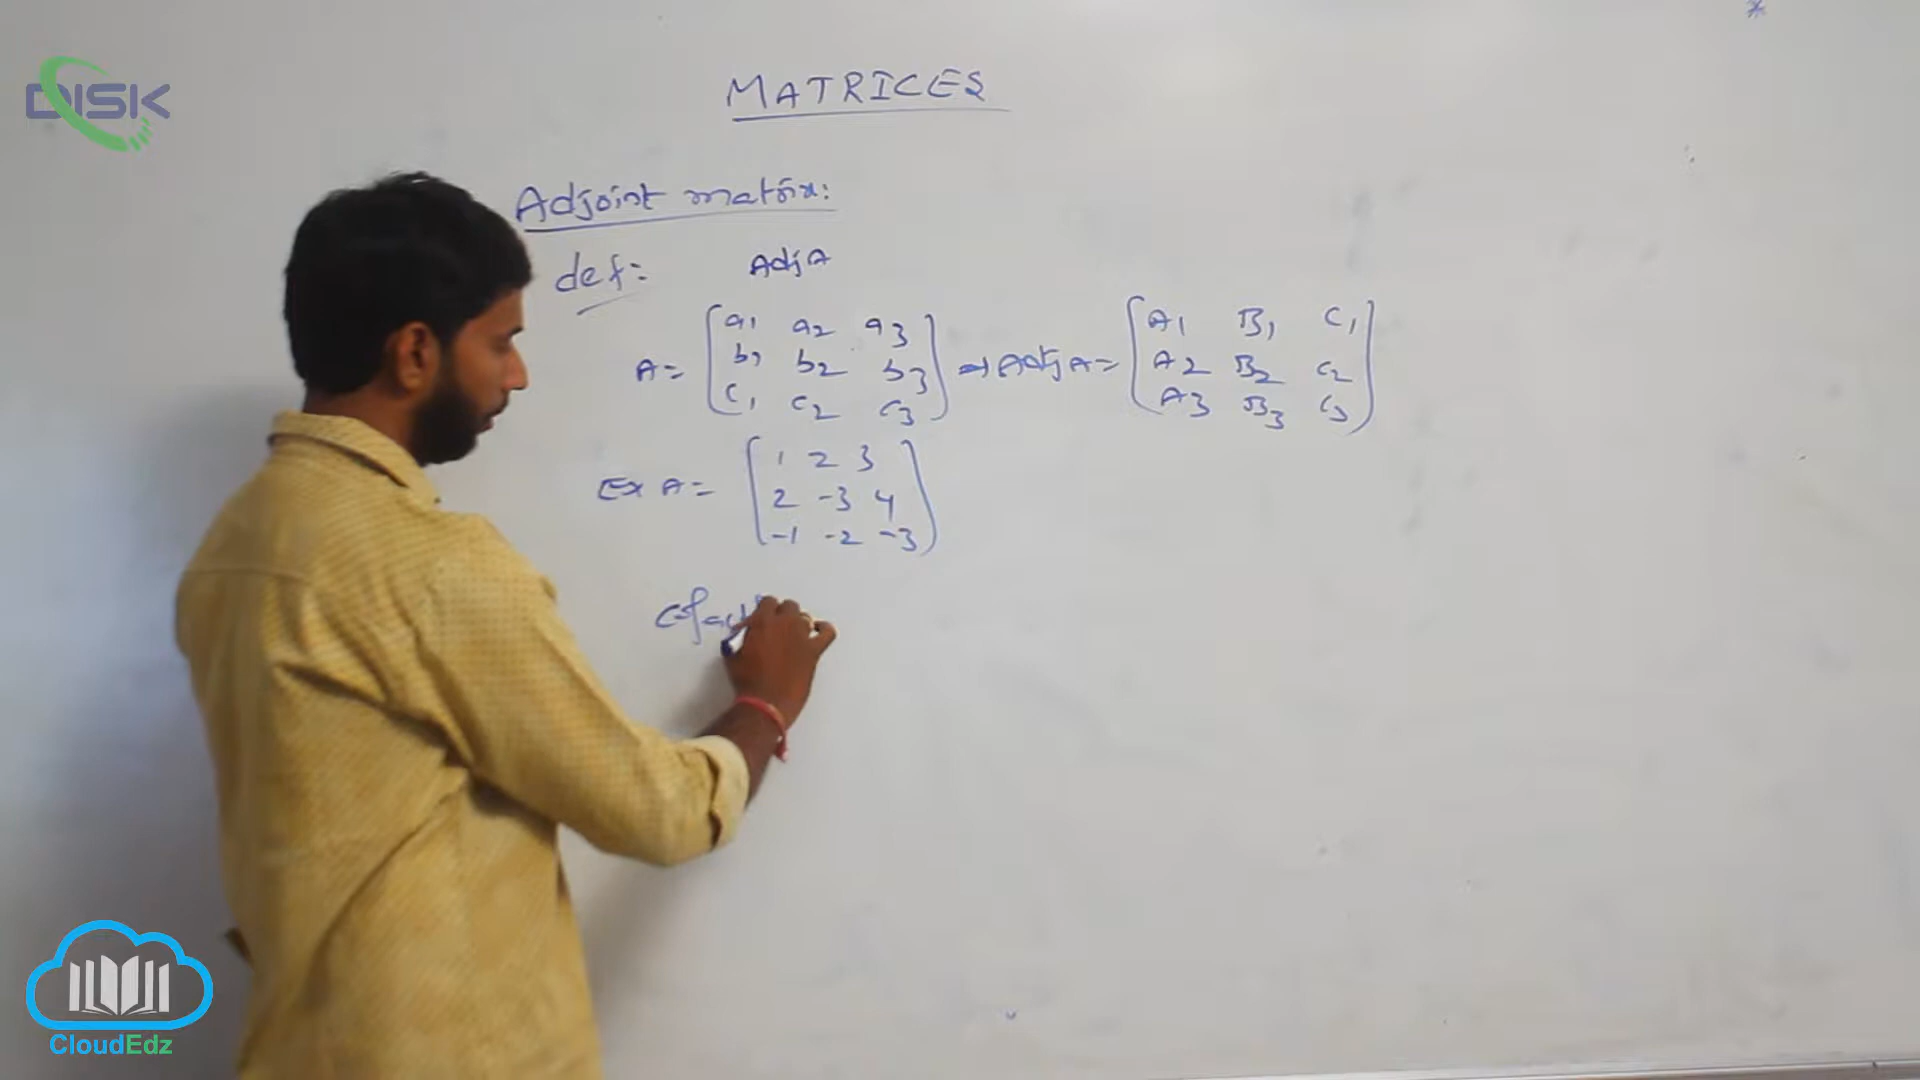 DISK
MATRICES
Adjoint matrix:
def:
Adj A
A = [a1 a2 a3
b1 b2 b3
c1 c2 c3] ⇒ Adj A = [A1 B1 C1
A2 B2 C2
A3 B3 C3]
Ex A = [1 2 3
2 -3 4
-1 -2 -3]
cofact
CloudEdz